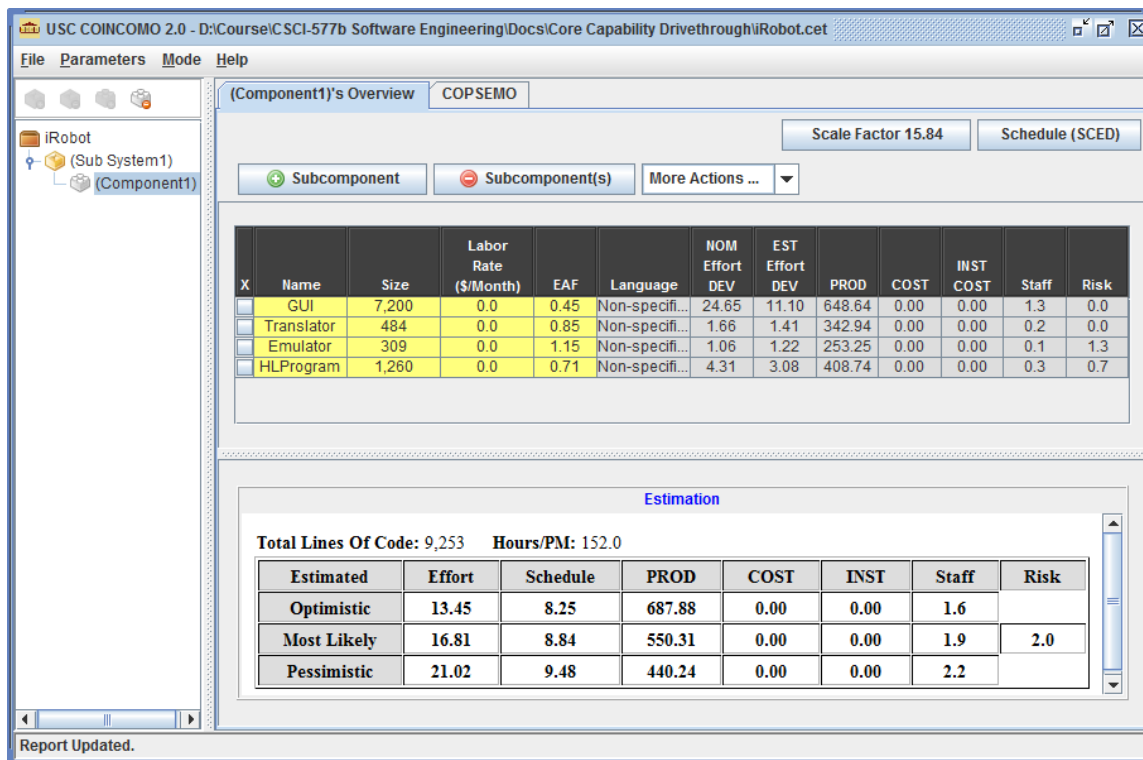 USC COINCOMO 2.0 - D:\Course\CSCI-577b Software Engineering\Docs\Core Capability Drivethrough\iRobot.cet
File Parameters Mode Help
iRobot
(Sub System1)
(Component1)
(Component1)'s Overview COPSEMO
Scale Factor 15.84 Schedule (SCED)
Subcomponent Subcomponent(s) More Actions ...
X Name Size Labor Rate ($/Month) EAF Language NOM Effort DEV EST Effort DEV PROD COST INST COST Staff Risk
GUI 7,200 0.0 0.45 Non-specifi... 24.65 11.10 648.64 0.00 0.00 1.3 0.0
Translator 484 0.0 0.85 Non-specifi... 1.66 1.41 342.94 0.00 0.00 0.2 0.0
Emulator 309 0.0 1.15 Non-specifi... 1.06 1.22 253.25 0.00 0.00 0.1 1.3
HLProgram 1,260 0.0 0.71 Non-specifi... 4.31 3.08 408.74 0.00 0.00 0.3 0.7
Estimation
Total Lines Of Code: 9,253 Hours/PM: 152.0
Estimated Effort Schedule PROD COST INST Staff Risk
Optimistic 13.45 8.25 687.88 0.00 0.00 1.6
Most Likely 16.81 8.84 550.31 0.00 0.00 1.9 2.0
Pessimistic 21.02 9.48 440.24 0.00 0.00 2.2
Report Updated.